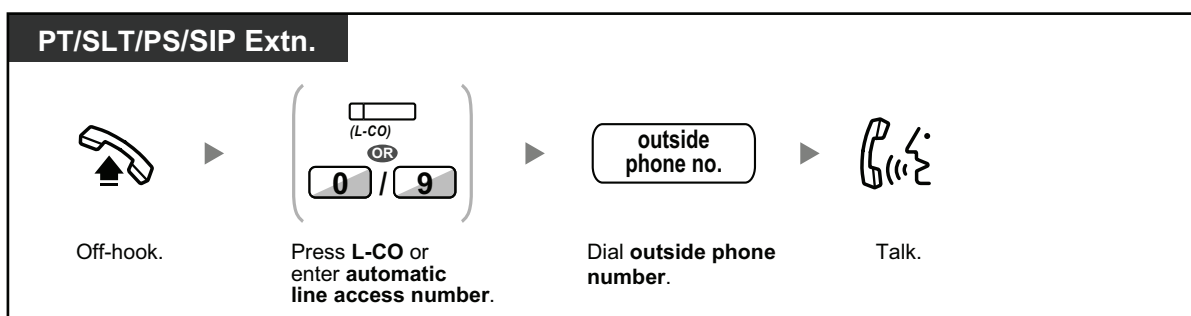 PT/SLT/PS/SIP Extn.
(L-CO)
OR
0 / 9
outside
phone no.
Off-hook.
Press L-CO or
enter automatic
line access number.
Dial outside phone
number.
Talk.